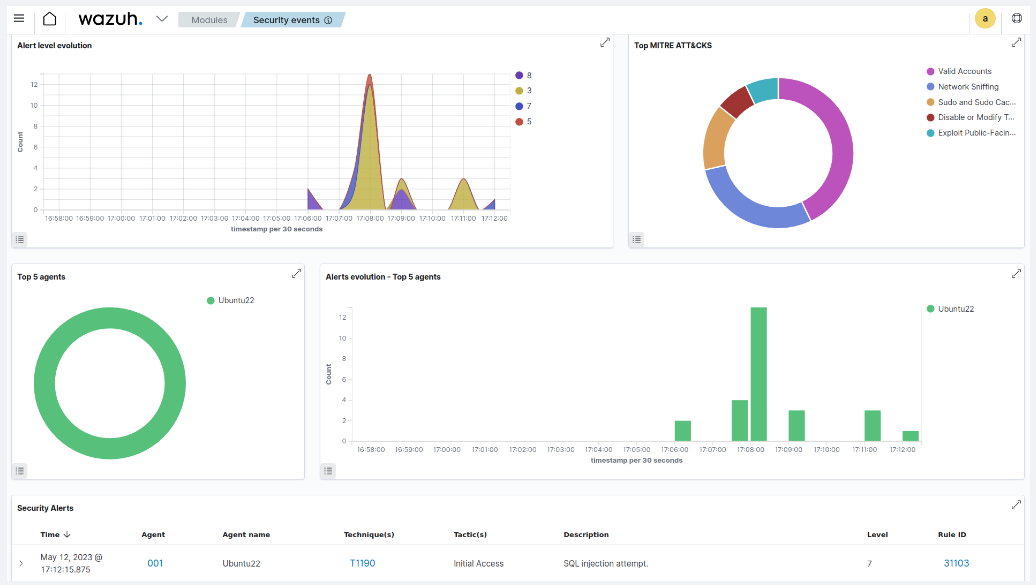 wazuh.
Modules
Security events
a
Alert level evolution
Count
12
10
8
6
4
2
0
16:58:00 16:59:00 17:00:00 17:01:00 17:02:00 17:03:00 17:04:00 17:05:00 17:06:00 17:07:00 17:08:00 17:09:00 17:10:00 17:11:00 17:12:00
timestamp per 30 seconds
8
3
7
5
Top MITRE ATT&CKS
Valid Accounts
Network Sniffing
Sudo and Sudo Cac...
Disable or Modify T...
Exploit Public-Facin...
Top 5 agents
Ubuntu22
Alerts evolution - Top 5 agents
Count
12
10
8
6
4
2
0
16:58:00 16:59:00 17:00:00 17:01:00 17:02:00 17:03:00 17:04:00 17:05:00 17:06:00 17:07:00 17:08:00 17:09:00 17:10:00 17:11:00 17:12:00
timestamp per 30 seconds
Ubuntu22
Security Alerts
Time Agent Agent name Technique(s) Tactic(s) Description Level Rule ID
May 12, 2023 @
17:12:15.875
001 Ubuntu22 T1190 Initial Access SQL injection attempt. 7 31103